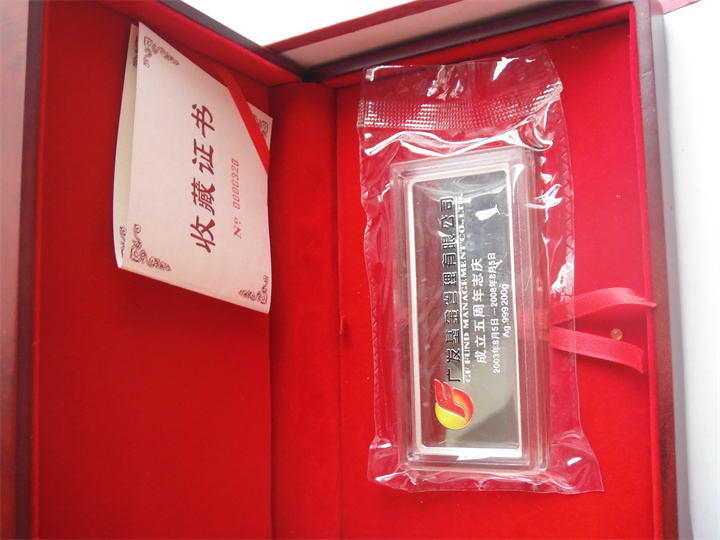 收藏证书
No 0000320
广发基金管理有限公司
GF FUND MANAGEMENT CO.,LTD.
成立五周年志庆
2003年8月5日—2008年8月5日
Ag.999 200g